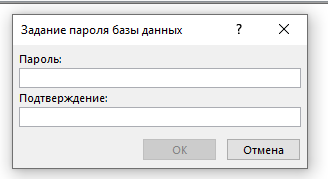 Задание пароля базы данных ?
Пароль:
Подтверждение:
ОК Отмена